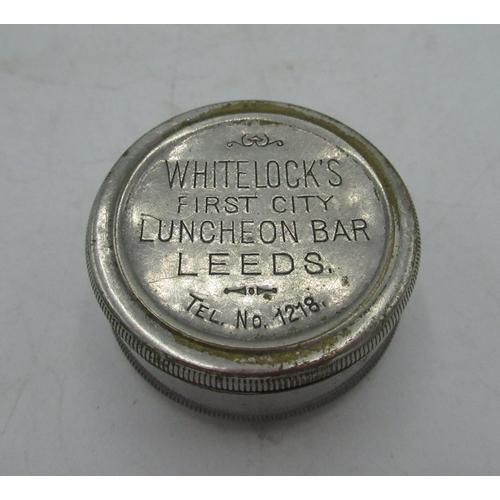 WHITELOCK'S
FIRST CITY
LUNCHEON BAR
LEEDS.
TEL. NO. 1218.